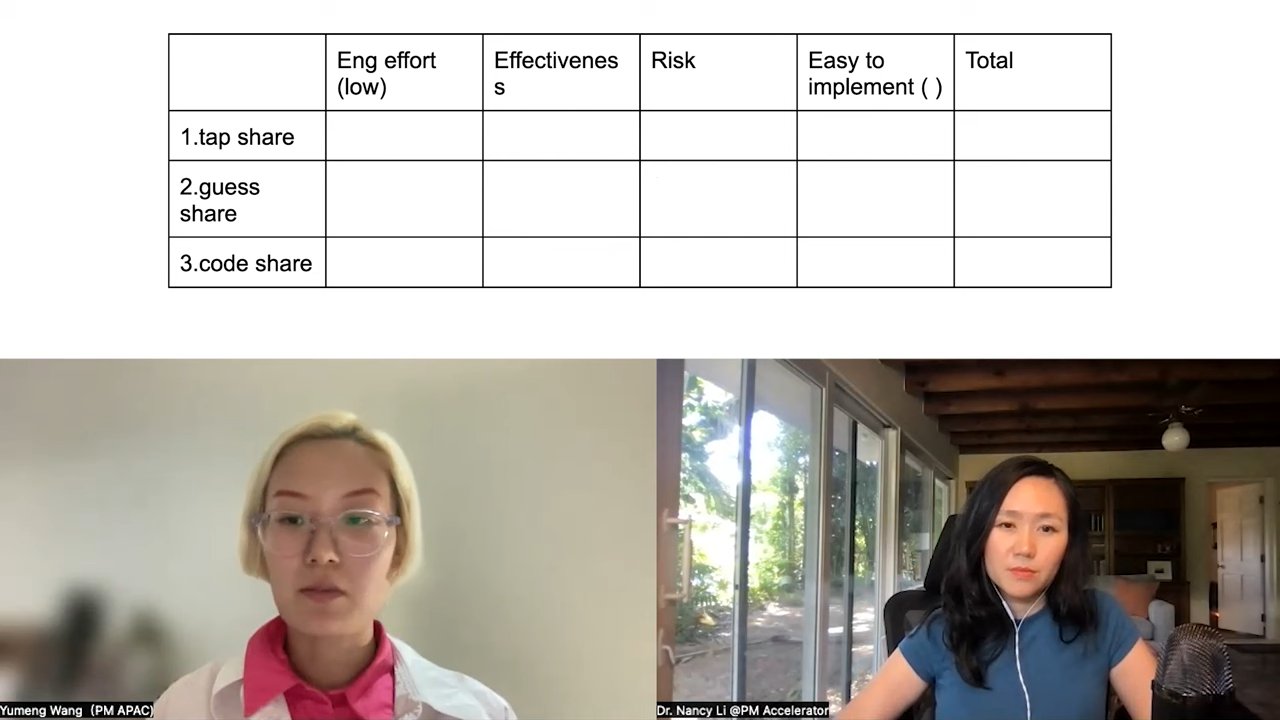 Eng effort
(low)
Effectivenes
s
Risk
Easy to
implement ( )
Total
1.tap share
2.guess
share
3.code share
Yumeng Wang（PM APAC)
Dr. Nancy Li @PM Accelerator